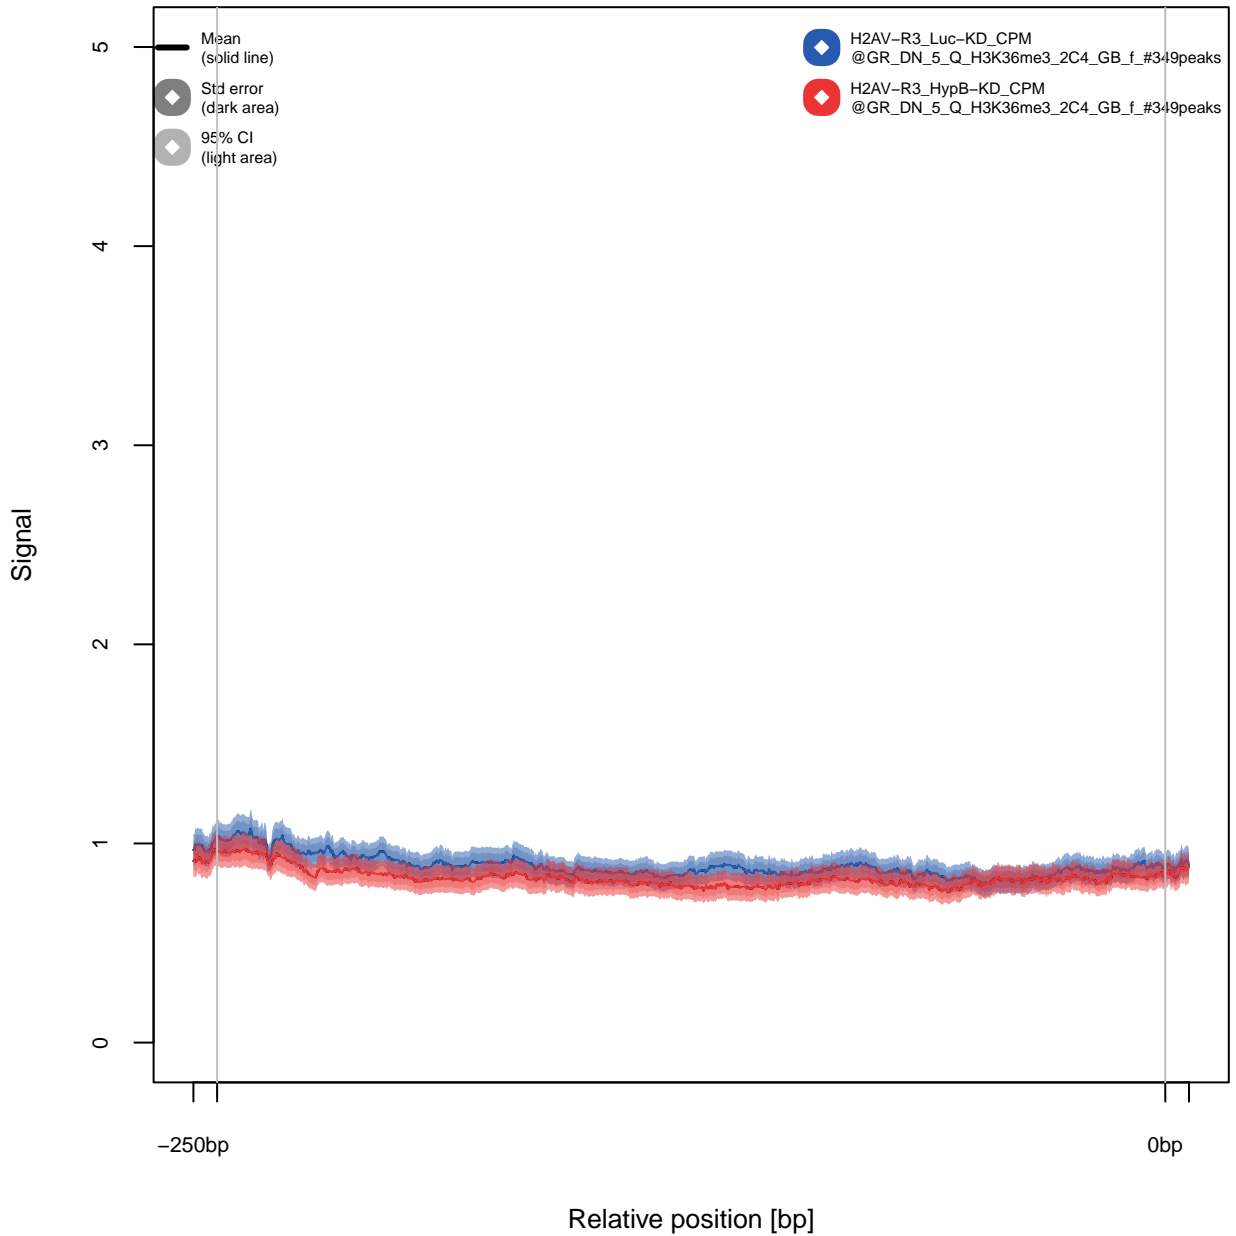 Mean
(solid line)
Std error
(dark area)
95% CI
(light area)
H2AV−R3_Luc−KD_CPM
@GR_DN_5_Q_H3K36me3_2C4_GB_f_#349peaks
H2AV−R3_HypB−KD_CPM
@GR_DN_5_Q_H3K36me3_2C4_GB_f_#349peaks
5
4
3
2
1
0
Signal
−250bp
0bp
Relative position [bp]